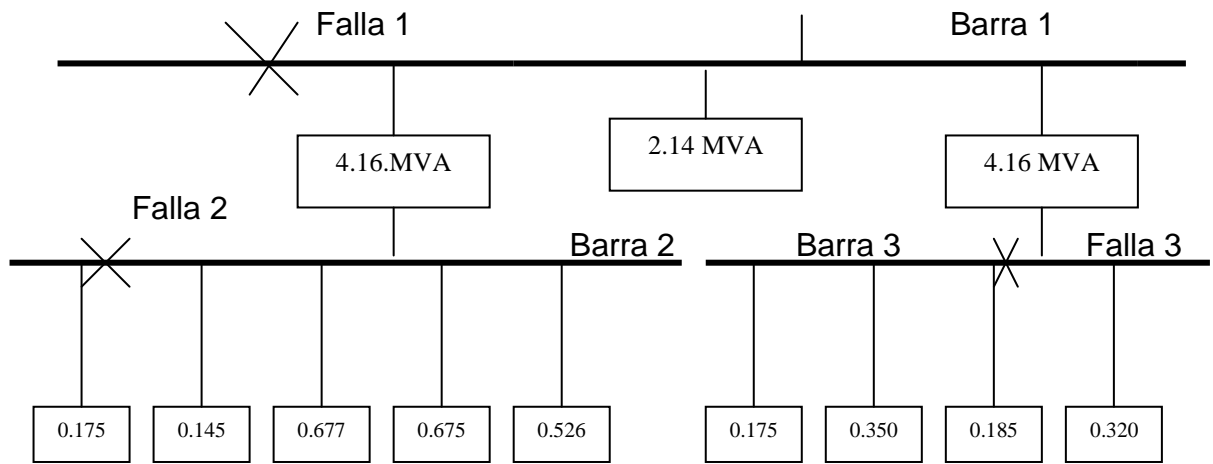 Falla 1
Barra 1
4.16.MVA
2.14 MVA
4.16 MVA
Falla 2
Barra 2
Barra 3
Falla 3
0.175
0.145
0.677
0.675
0.526
0.175
0.350
0.185
0.320